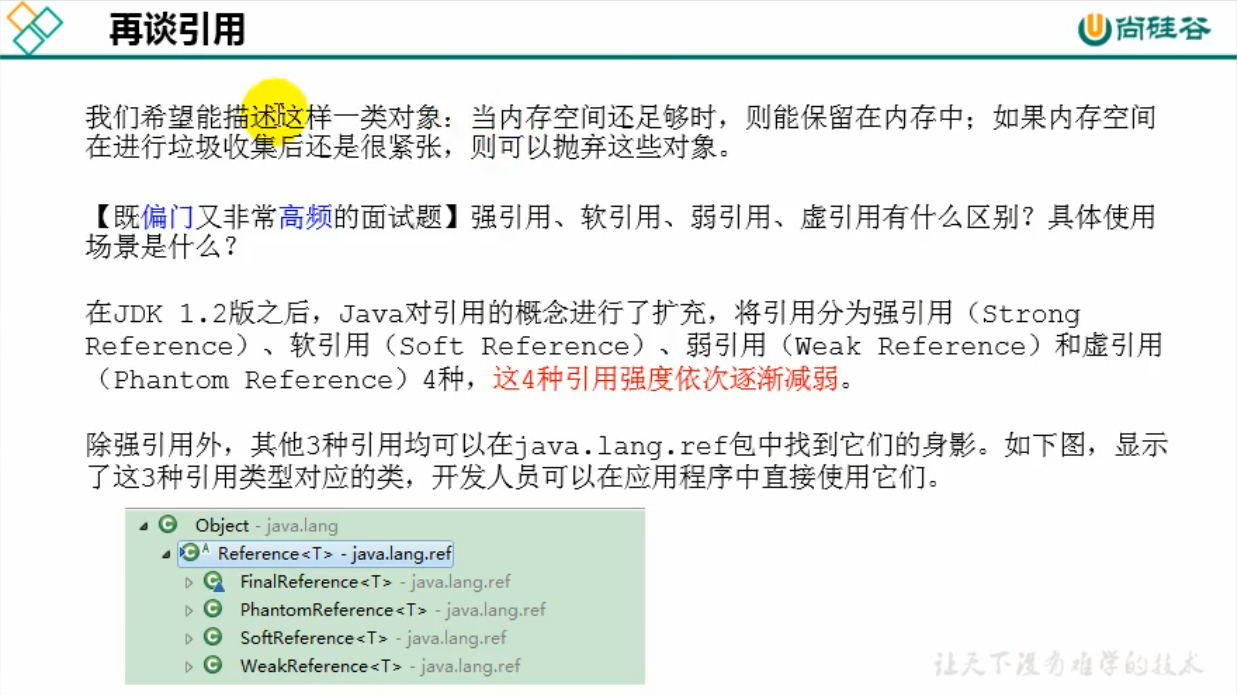 再谈引用
尚硅谷
我们希望能描述这样一类对象：当内存空间还足够时，则能保留在内存中；如果内存空间
在进行垃圾收集后还是很紧张，则可以抛弃这些对象。
【既偏门又非常高频的面试题】强引用、软引用、弱引用、虚引用有什么区别？具体使用
场景是什么？
在JDK 1.2版之后，Java对引用的概念进行了扩充，将引用分为强引用（Strong
Reference）、软引用（Soft Reference）、弱引用（Weak Reference）和虚引用
（Phantom Reference）4种，这4种引用强度依次逐渐减弱。
除强引用外，其他3种引用均可以在java.lang.ref包中找到它们的身影。如下图，显示
了这3种引用类型对应的类，开发人员可以在应用程序中直接使用它们。
Object - java.lang
Reference<T> - java.lang.ref
FinalReference<T> - java.lang.ref
PhantomReference<T> - java.lang.ref
SoftReference<T> - java.lang.ref
WeakReference<T> - java.lang.ref
让天下没有难学的技术